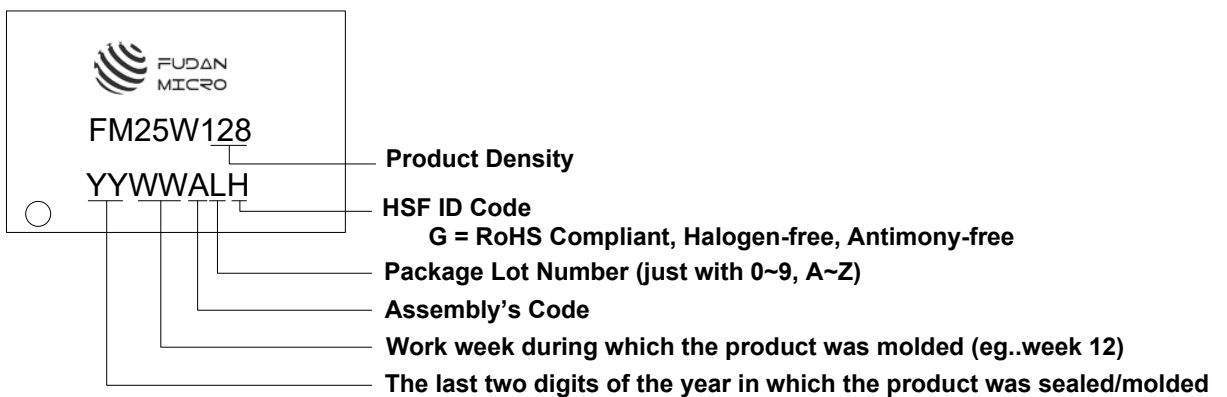 FUDAN
MICRO
FM25W128
YYWWALH
Product Density
HSF ID Code
G = RoHS Compliant, Halogen-free, Antimony-free
Package Lot Number (just with 0~9, A~Z)
Assembly’s Code
Work week during which the product was molded (eg..week 12)
The last two digits of the year in which the product was sealed/molded